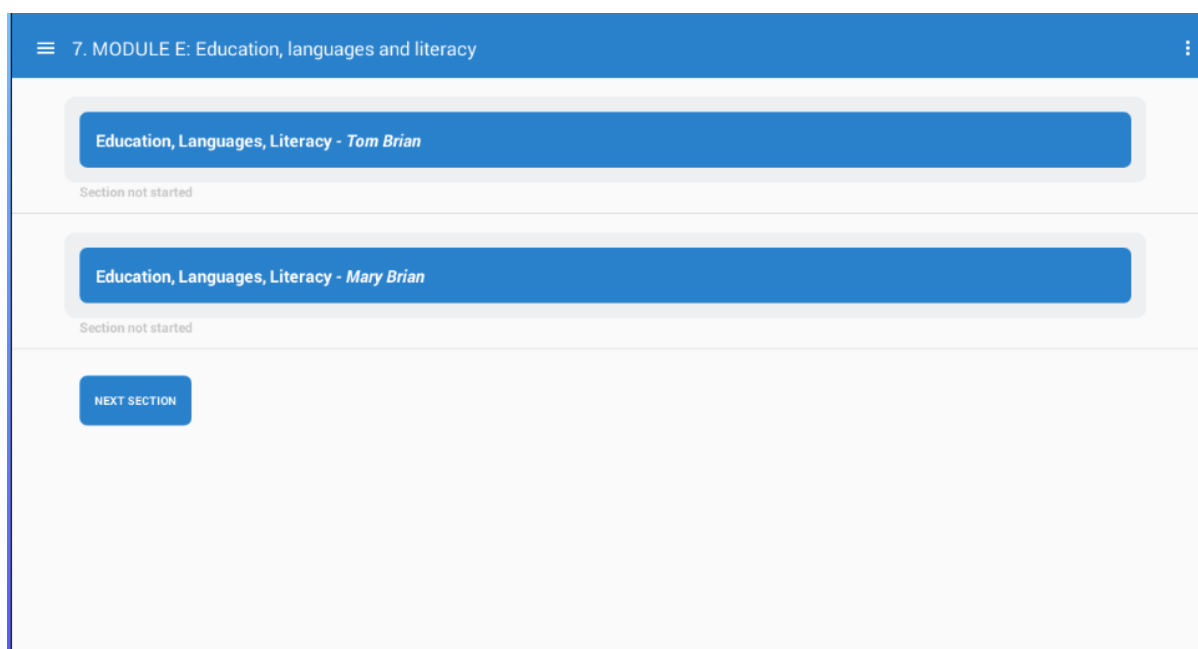 7. MODULE E: Education, languages and literacy
Education, Languages, Literacy - Tom Brian
Section not started
Education, Languages, Literacy - Mary Brian
Section not started
NEXT SECTION